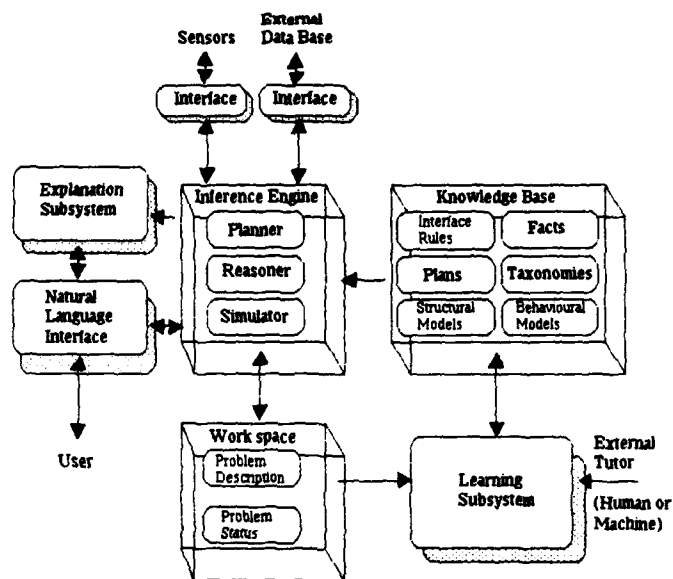 Sensors
External
Data Base
Interface
Interface
Explanation
Subsystem
Inference Engine
Planner
Reasoner
Simulator
Knowledge Base
Interface
Rules
Facts
Plans
Taxonomies
Structural
Models
Behavioural
Models
Natural
Language
Interface
User
Work space
Problem
Description
Problem
Status
Learning
Subsystem
External
Tutor
(Human or
Machine)